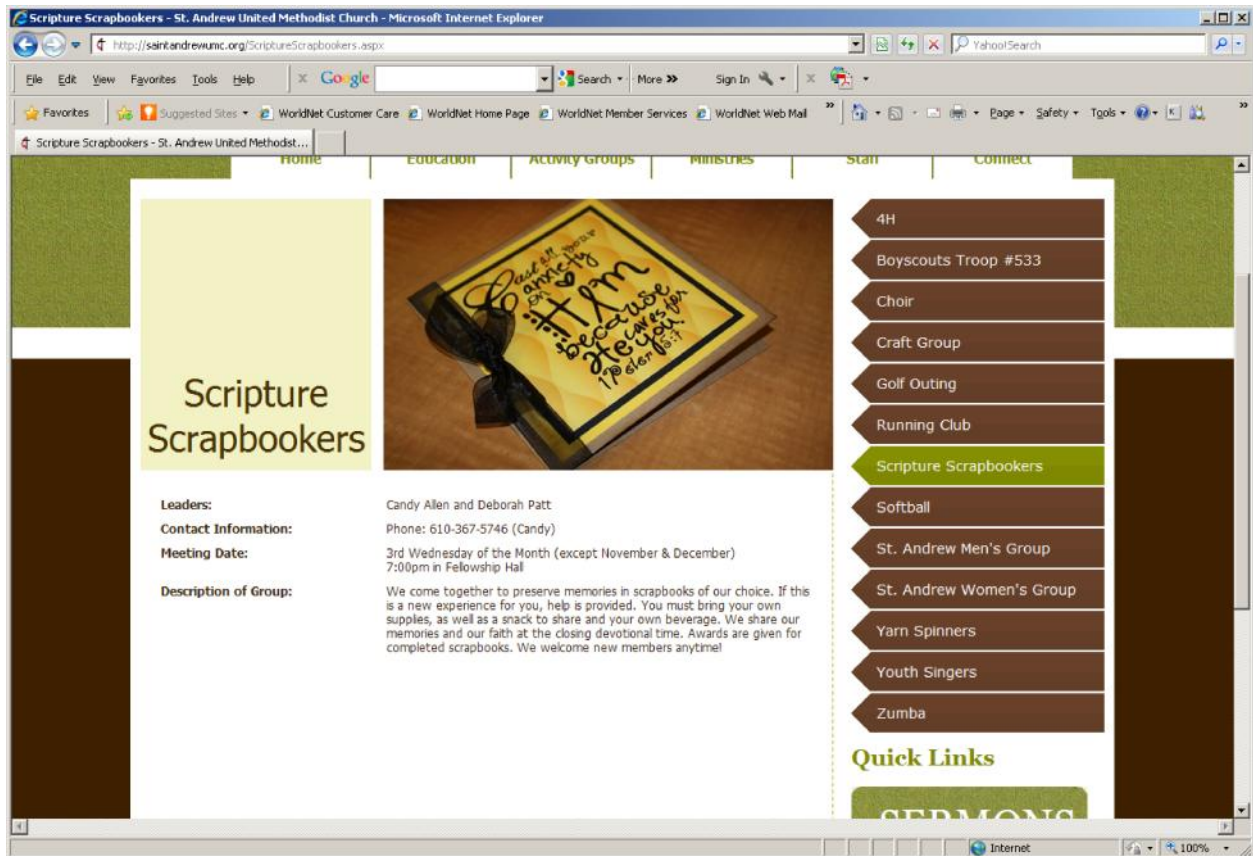 Scripture Scrapbookers - St. Andrew United Methodist Church - Microsoft Internet Explorer
http://saintandrewumc.org/ScriptureScrapbookers.aspx
Yahoo! Search
File Edit View Favorites Tools Help
x Google
Search
More »
Sign In
x
Favorites
Suggested Sites
WorldNet Customer Care
WorldNet Home Page
WorldNet Member Services
WorldNet Web Mail
»
Page
Safety
Tools
»
Scripture Scrapbookers - St. Andrew United Methodist...
Home
Education
Activity Groups
Ministries
Staff
Connect
Scripture
Scrapbookers
Cast all your
anxiety
on
HIM
because
He cares for
you
1 Peter 5:7
Leaders:
Candy Allen and Deborah Patt
Contact Information:
Phone: 610-367-5746 (Candy)
Meeting Date:
3rd Wednesday of the Month (except November & December)
7:00pm in Fellowship Hall
Description of Group:
We come together to preserve memories in scrapbooks of our choice. If this
is a new experience for you, help is provided. You must bring your own
supplies, as well as a snack to share and your own beverage. We share our
memories and our faith at the closing devotional time. Awards are given for
completed scrapbooks. We welcome new members anytime!
4H
Boyscouts Troop #533
Choir
Craft Group
Golf Outing
Running Club
Scripture Scrapbookers
Softball
St. Andrew Men's Group
St. Andrew Women's Group
Yarn Spinners
Youth Singers
Zumba
Quick Links
SERMONS
Internet
100%